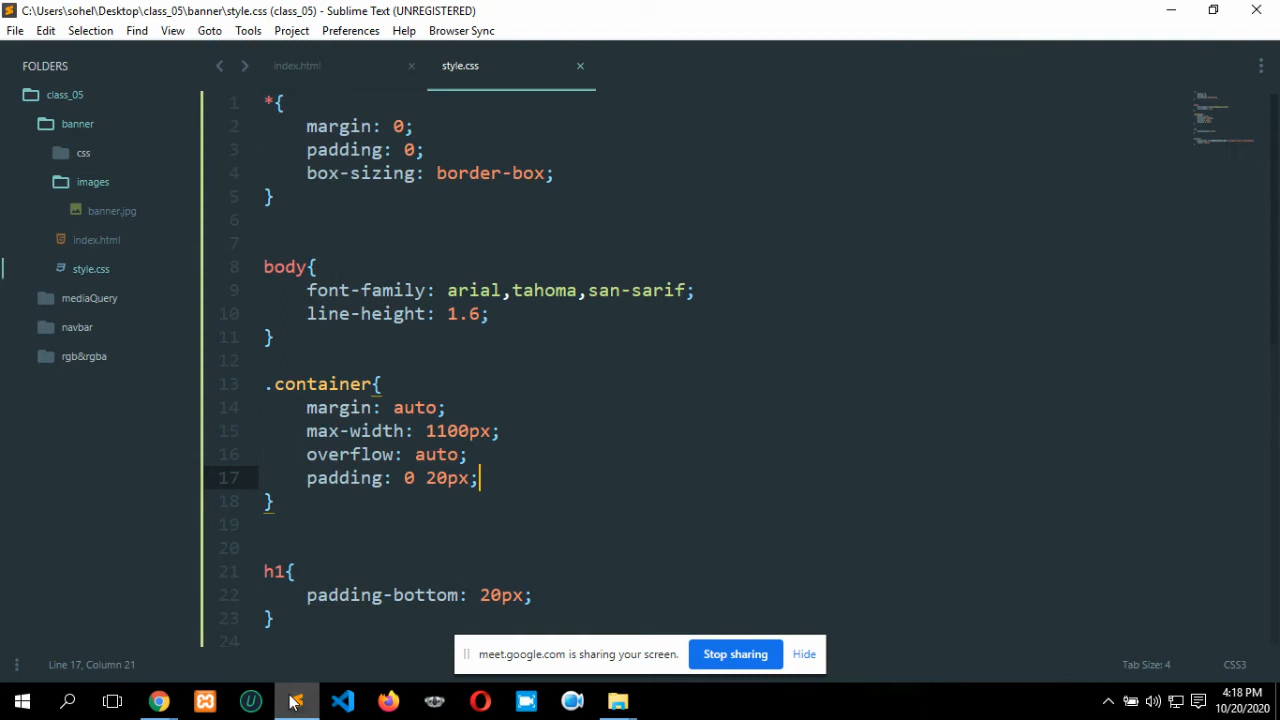 C:\Users\sohel\Desktop\class_05\banner\style.css (class_05) - Sublime Text (UNREGISTERED)
File Edit Selection Find View Goto Tools Project Preferences Help Browser Sync
FOLDERS
class_05
banner
css
images
banner.jpg
index.html
style.css
mediaQuery
navbar
rgb&rgba
index.html
style.css
1 *{
2 margin: 0;
3 padding: 0;
4 box-sizing: border-box;
5 }
6
7
8 body{
9 font-family: arial,tahoma,san-sarif;
10 line-height: 1.6;
11 }
12
13 .container{
14 margin: auto;
15 max-width: 1100px;
16 overflow: auto;
17 padding: 0 20px;
18 }
19
20
21 h1{
22 padding-bottom: 20px;
23 }
24
meet.google.com is sharing your screen. Stop sharing Hide
Line 17, Column 21
Tab Size: 4 CSS3
4:18 PM
10/20/2020